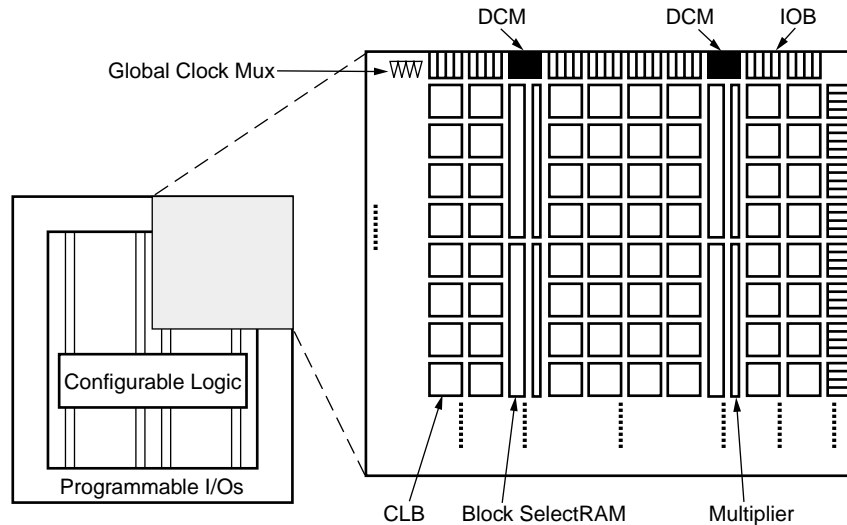 DCM DCM IOB
Global Clock Mux
Configurable Logic
Programmable I/Os
CLB Block SelectRAM Multiplier